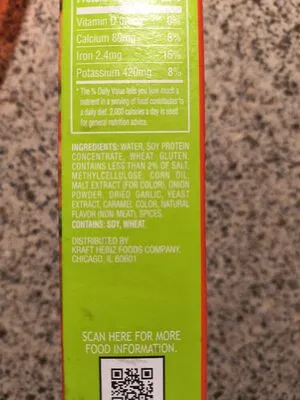 Vitamin D
Calcium 80mg 6%
Iron 2.4mg 15%
Potassium 420mg 8%
* The % Daily Value tells you how much a
nutrient in a serving of food contributes to
a daily diet. 2,000 calories a day is used
for general nutrition advice.
INGREDIENTS: WATER, SOY PROTEIN
CONCENTRATE, WHEAT GLUTEN,
CONTAINS LESS THAN 2% OF SALT,
METHYLCELLULOSE, CORN OIL,
MALT EXTRACT (FOR COLOR), ONION
POWDER, DRIED GARLIC, YEAST
EXTRACT, CARAMEL COLOR, NATURAL
FLAVOR (NON-MEAT), SPICES.
CONTAINS: SOY, WHEAT.
DISTRIBUTED BY
KRAFT HEINZ FOODS COMPANY,
CHICAGO, IL 60601
SCAN HERE FOR MORE
FOOD INFORMATION.